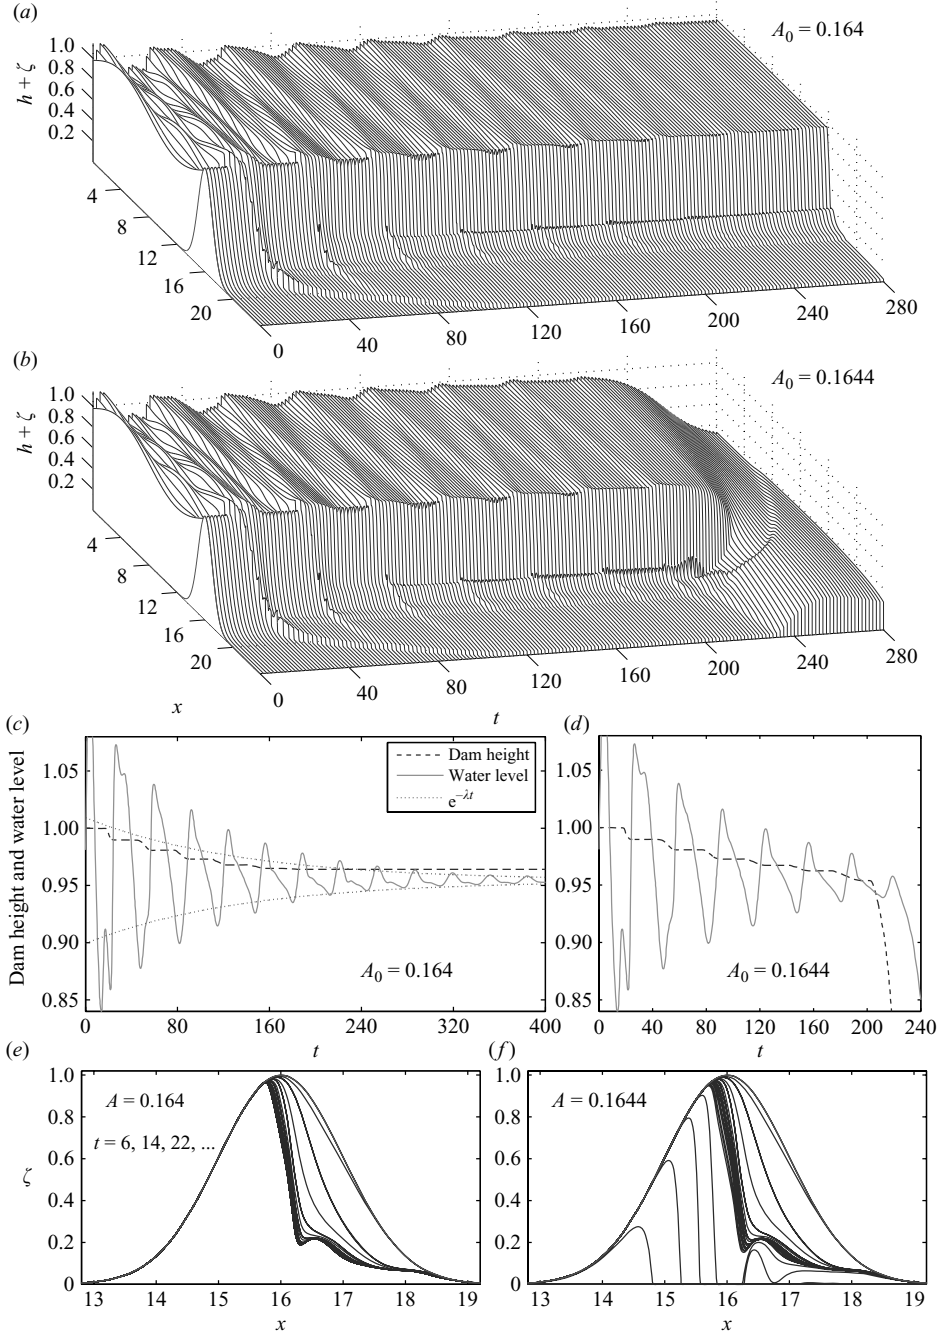 (a)
A₀ = 0.164
h + ζ
1.0
0.8
0.6
0.4
0.2
4
8
12
16
20
0
40
80
120
160
200
240
280
(b)
A₀ = 0.1644
h + ζ
1.0
0.8
0.6
0.4
0.2
4
8
12
16
20
x
0
40
80
120
160
200
240
280
t
(c)
Dam height and water level
1.05
1.00
0.95
0.90
0.85
Dam height
Water level
e^{−λt}
A₀ = 0.164
0 80 160 240 320 400
t
(d)
1.05
1.00
0.95
0.90
0.85
A₀ = 0.1644
0 40 80 120 160 200 240
t
(e)
ζ
1.0
0.8
0.6
0.4
0.2
0
A = 0.164
t = 6, 14, 22, ...
13 14 15 16 17 18 19
x
(f)
1.0
0.8
0.6
0.4
0.2
0
A = 0.1644
13 14 15 16 17 18 19
x